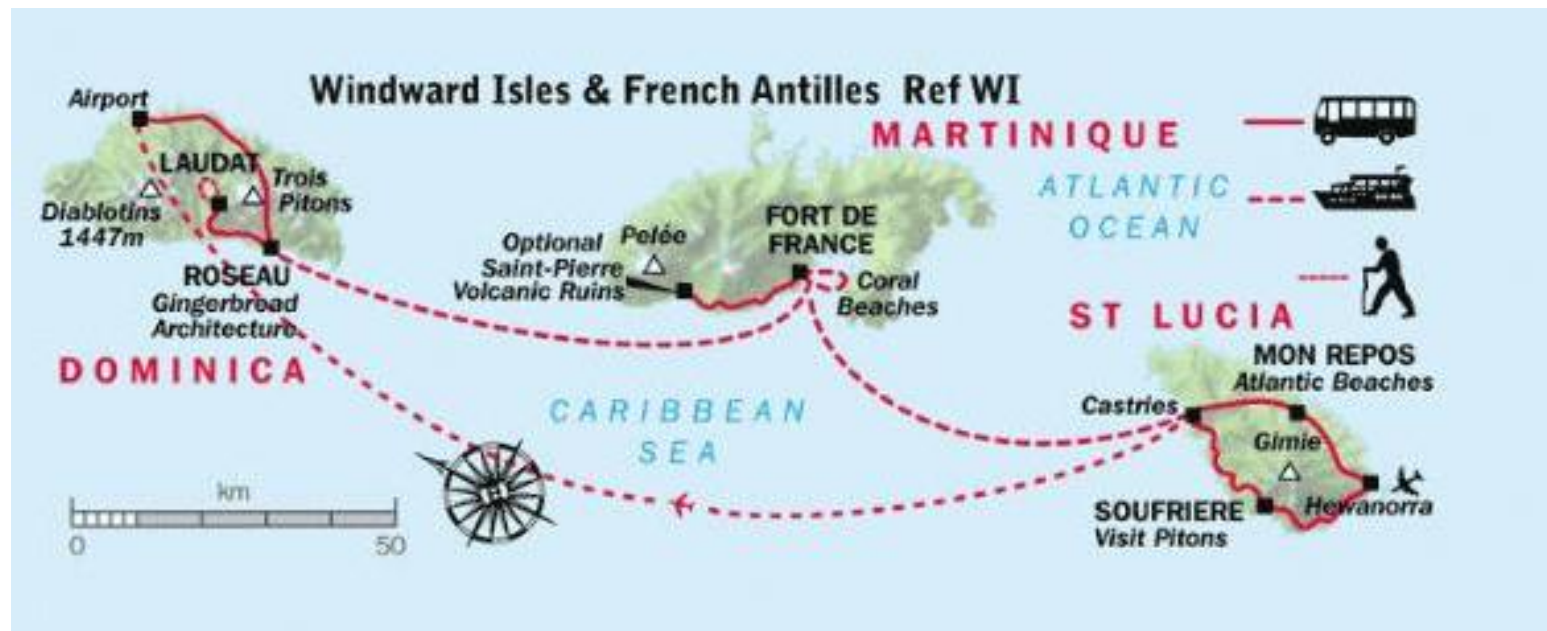 Windward Isles & French Antilles Ref WI
Airport
LAUDAT
Trois
Pitons
Diablotins
1447m
ROSEAU
Gingerbread
Architecture
DOMINICA
MARTINIQUE
ATLANTIC
OCEAN
Optional
Saint-Pierre
Volcanic Ruins
Pelée
FORT DE
FRANCE
Coral
Beaches
CARIBBEAN
SEA
ST LUCIA
MON REPOS
Atlantic Beaches
Castries
Gimie
Hewanorra
SOUFRIERE
Visit Pitons
km
0
50